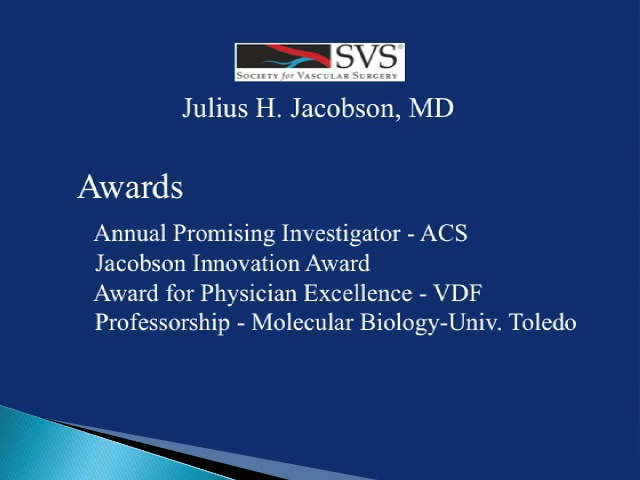 SVS®
SOCIETY for VASCULAR SURGERY
Julius H. Jacobson, MD
Awards
Annual Promising Investigator - ACS
Jacobson Innovation Award
Award for Physician Excellence - VDF
Professorship - Molecular Biology-Univ. Toledo